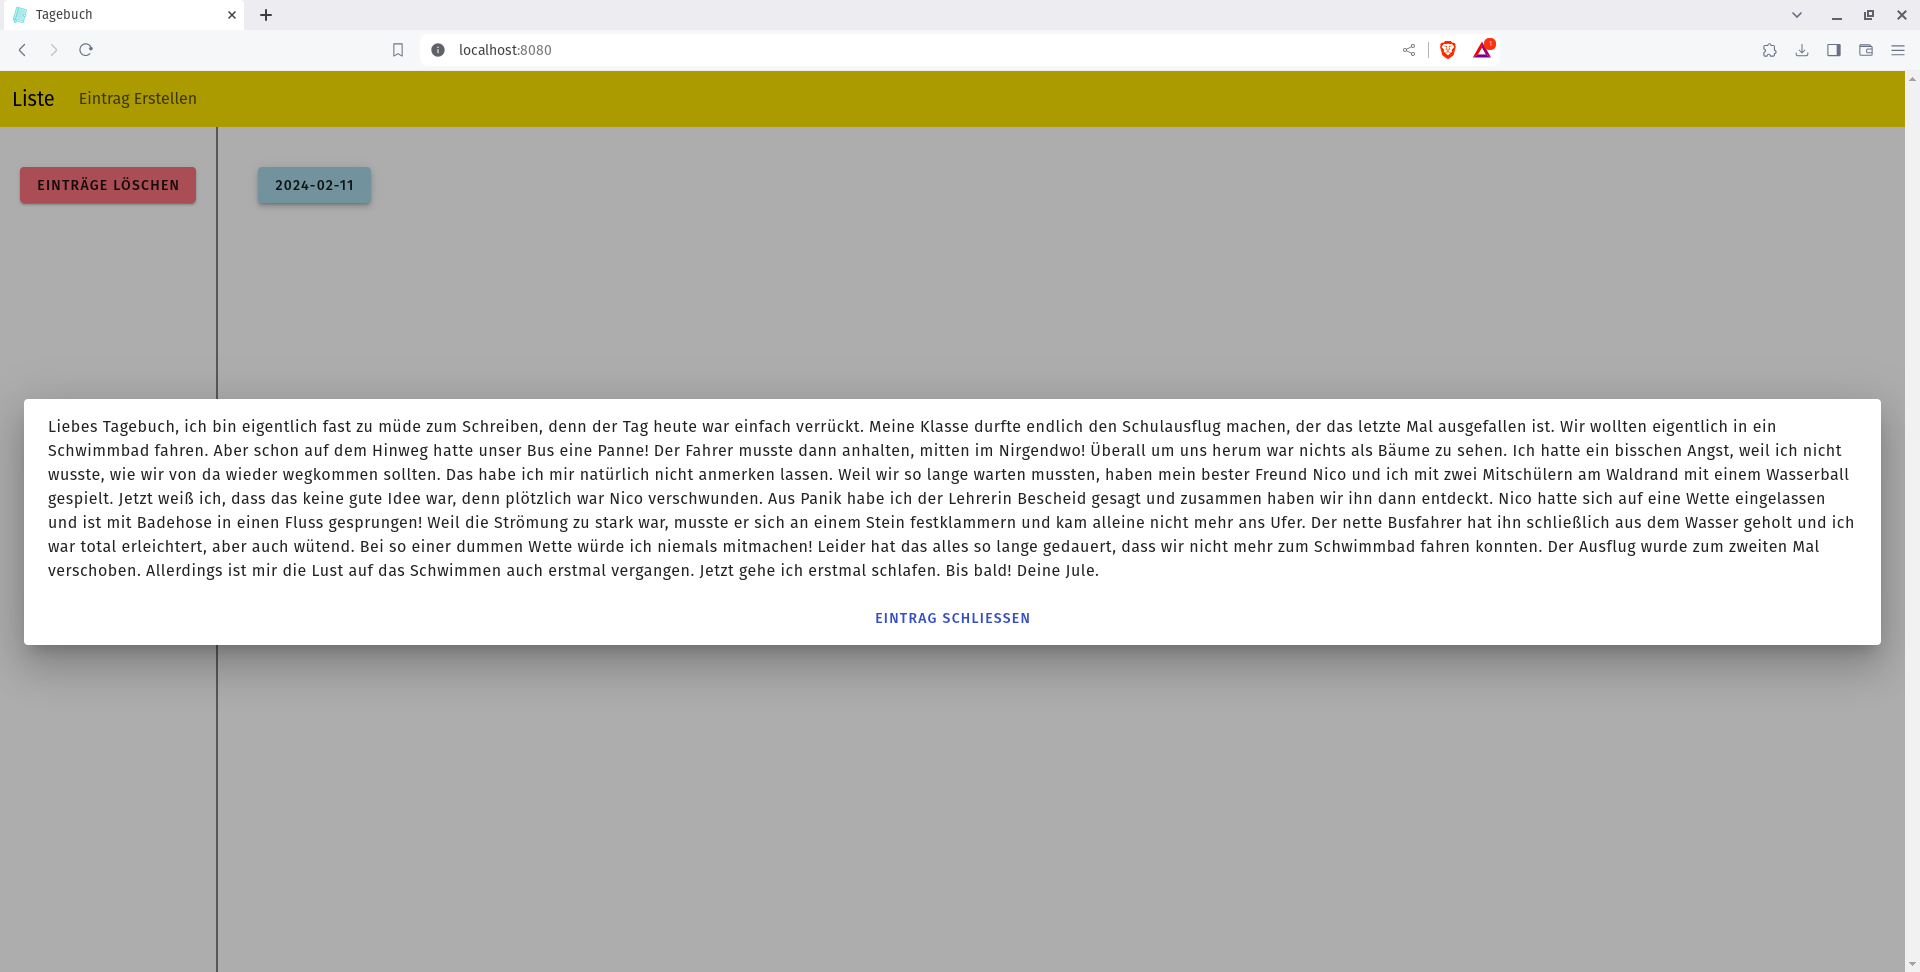 Tagebuch
localhost:8080
1
Liste Eintrag Erstellen
EINTRÄGE LÖSCHEN
2024-02-11
Liebes Tagebuch, ich bin eigentlich fast zu müde zum Schreiben, denn der Tag heute war einfach verrückt. Meine Klasse durfte endlich den Schulausflug machen, der das letzte Mal ausgefallen ist. Wir wollten eigentlich in ein
Schwimmbad fahren. Aber schon auf dem Hinweg hatte unser Bus eine Panne! Der Fahrer musste dann anhalten, mitten im Nirgendwo! Überall um uns herum war nichts als Bäume zu sehen. Ich hatte ein bisschen Angst, weil ich nicht
wusste, wie wir von da wieder wegkommen sollten. Das habe ich mir natürlich nicht anmerken lassen. Weil wir so lange warten mussten, haben mein bester Freund Nico und ich mit zwei Mitschülern am Waldrand mit einem Wasserball
gespielt. Jetzt weiß ich, dass das keine gute Idee war, denn plötzlich war Nico verschwunden. Aus Panik habe ich der Lehrerin Bescheid gesagt und zusammen haben wir ihn dann entdeckt. Nico hatte sich auf eine Wette eingelassen
und ist mit Badehose in einen Fluss gesprungen! Weil die Strömung zu stark war, musste er sich an einem Stein festklammern und kam alleine nicht mehr ans Ufer. Der nette Busfahrer hat ihn schließlich aus dem Wasser geholt und ich
war total erleichtert, aber auch wütend. Bei so einer dummen Wette würde ich niemals mitmachen! Leider hat das alles so lange gedauert, dass wir nicht mehr zum Schwimmbad fahren konnten. Der Ausflug wurde zum zweiten Mal
verschoben. Allerdings ist mir die Lust auf das Schwimmen auch erstmal vergangen. Jetzt gehe ich erstmal schlafen. Bis bald! Deine Jule.
EINTRAG SCHLIESSEN